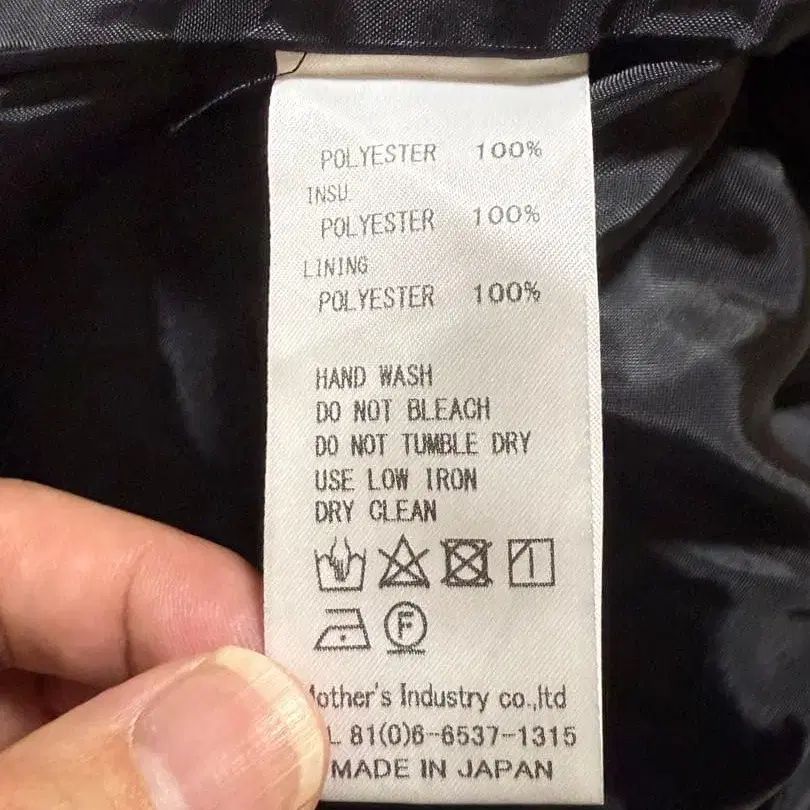 POLYESTER 100%
INSU.
POLYESTER 100%
LINING
POLYESTER 100%
HAND WASH
DO NOT BLEACH
DO NOT TUMBLE DRY
USE LOW IRON
DRY CLEAN
F
Industry co.,ltd
81(0)6-6537-1315
MADE IN JAPAN